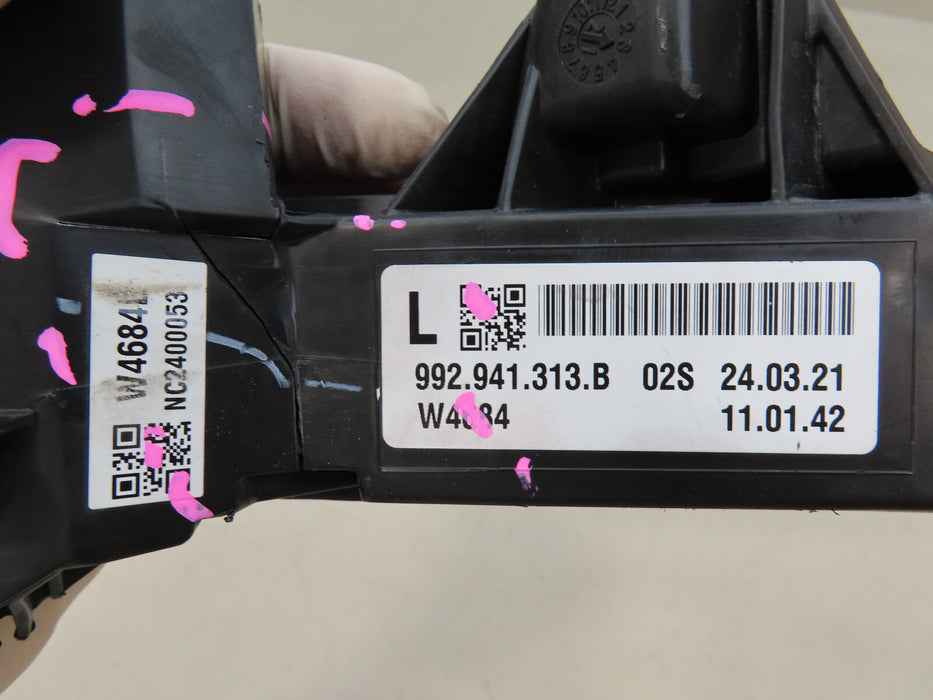 L
992.941.313.B 02S 24.03.21
W4684 11.01.42
W4684L
NC2400053